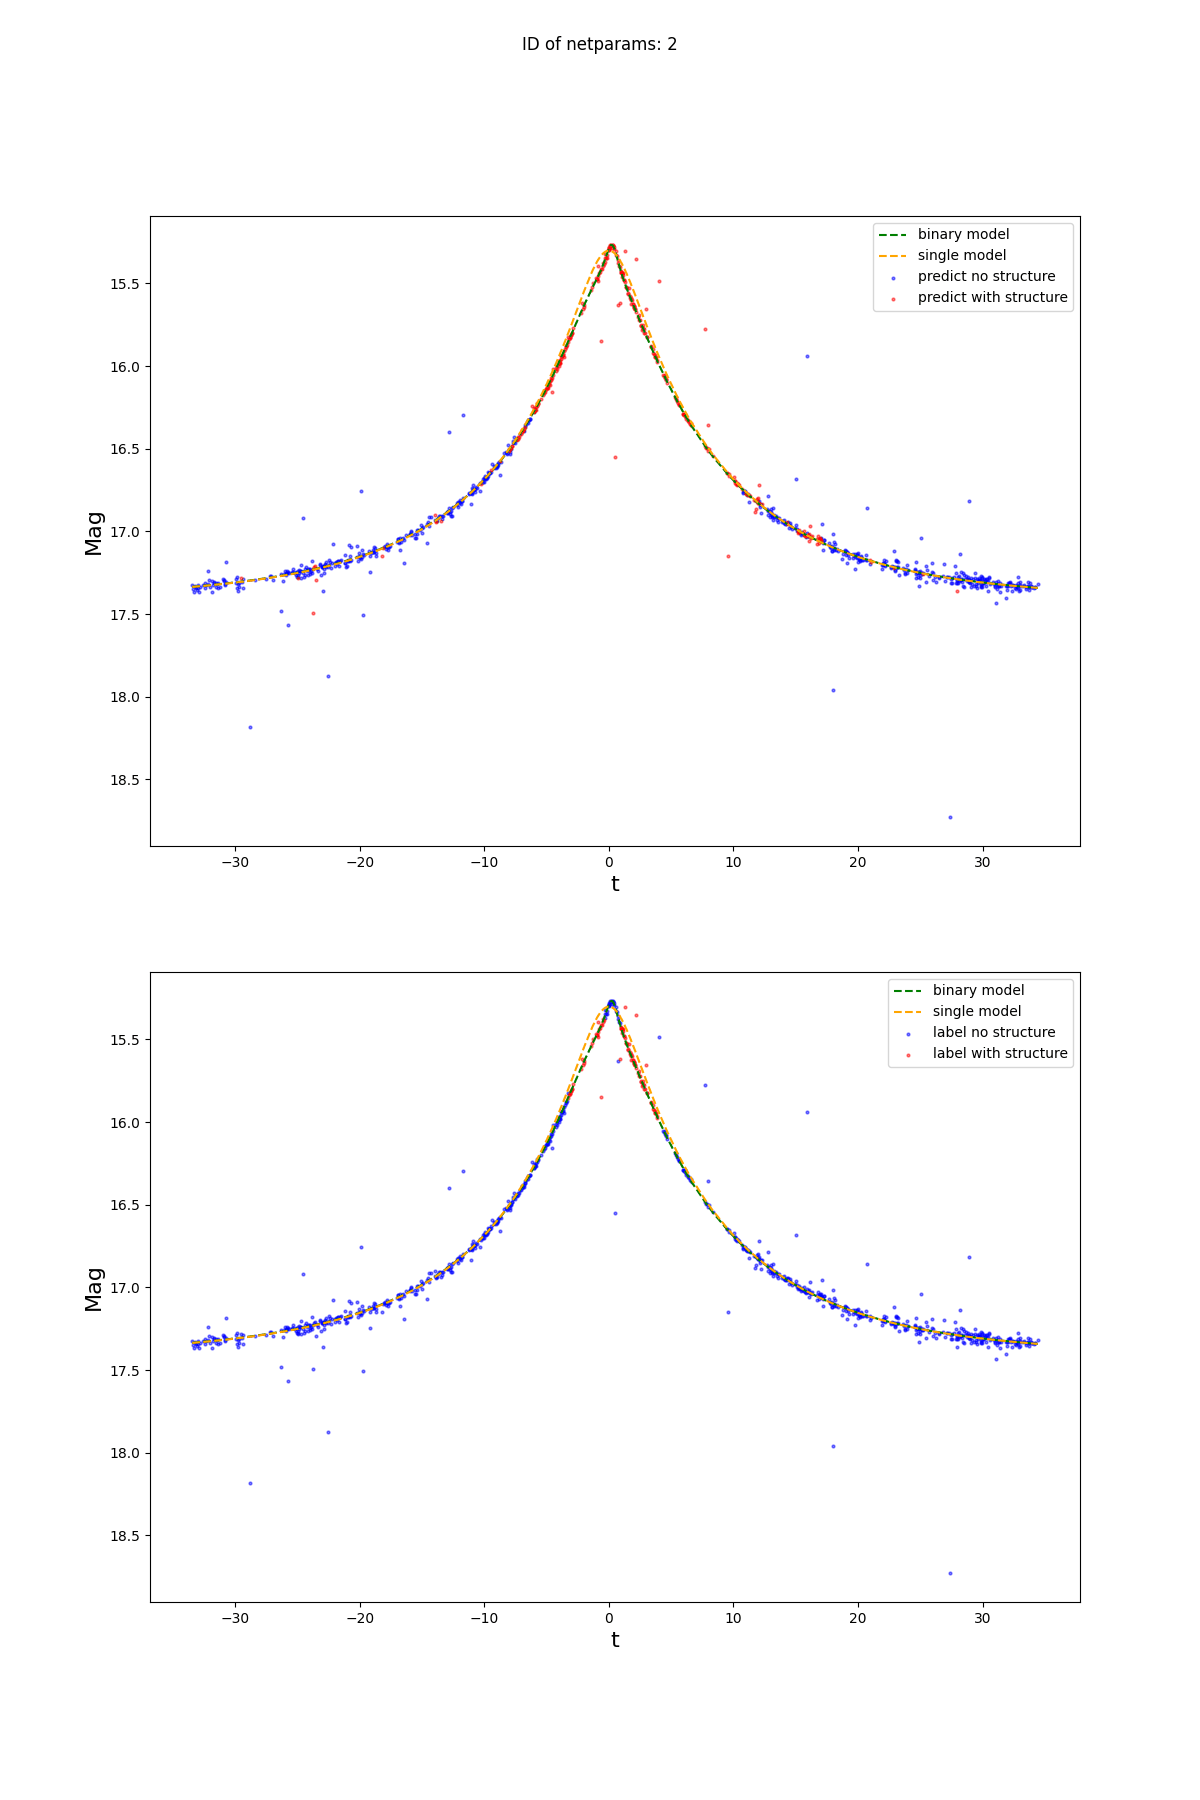 ID of netparams: 2
binary model
single model
predict no structure
predict with structure
15.5
16.0
16.5
17.0
17.5
18.0
18.5
Mag
−30
−20
−10
0
10
20
30
t
binary model
single model
label no structure
label with structure
15.5
16.0
16.5
17.0
17.5
18.0
18.5
Mag
−30
−20
−10
0
10
20
30
t